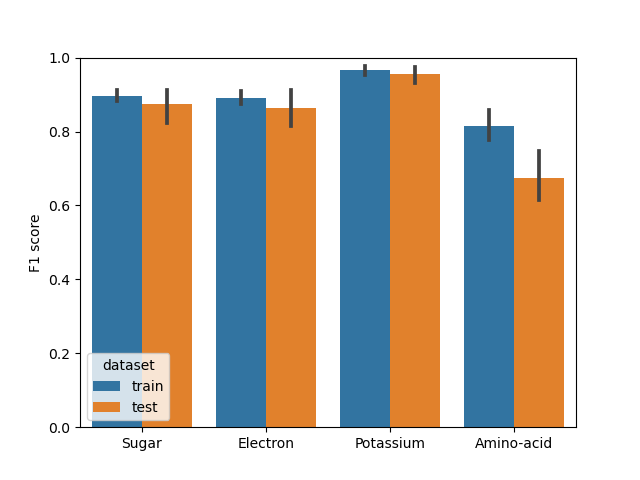 1.0
0.8
0.6
0.4
0.2
0.0
F1 score
dataset
train
test
Sugar Electron Potassium Amino-acid